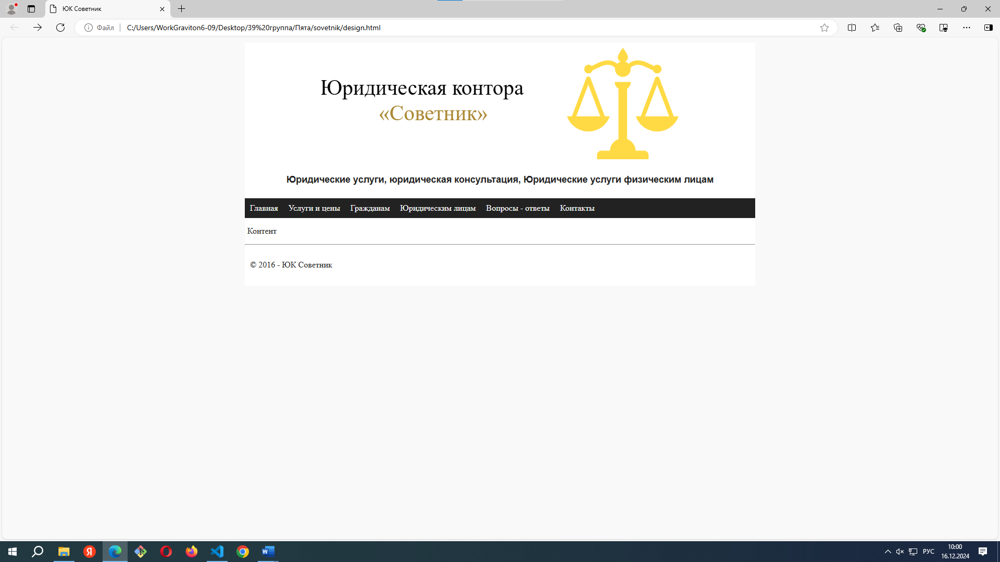 ЮК Советник
Файл
C:/Users/WorkGraviton6-09/Desktop/39%20группа/Пята/sovetnik/design.html
Юридическая контора
«Советник»
Юридические услуги, юридическая консультация, Юридические услуги физическим лицам
Главная Услуги и цены Гражданам Юридическим лицам Вопросы - ответы Контакты
Контент
© 2016 - ЮК Советник
РУС
10:00
16.12.2024